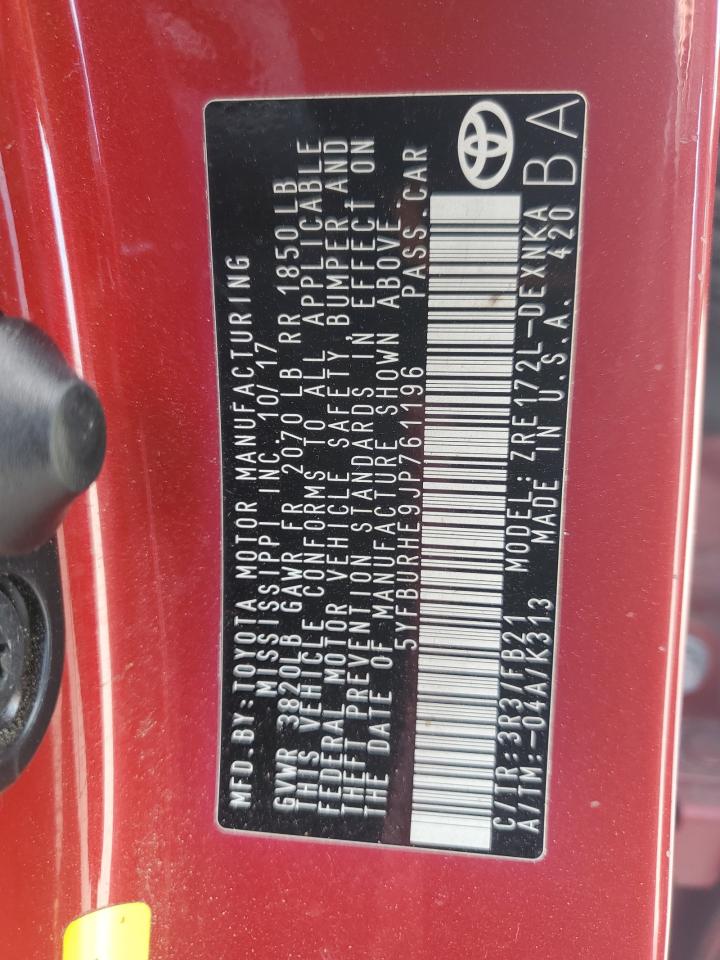 MFD.BY:TOYOTA MOTOR MANUFACTURING
MISSISSIPPI INC. 10/17
GVWR 3820LB GAWR FR 2070 LB RR 1850LB
THIS VEHICLE CONFORMS TO ALL APPLICABLE
FEDERAL MOTOR VEHICLE SAFETY, BUMPER AND
THEFT PREVENTION STANDARDS IN EFFECT ON
THE DATE OF MANUFACTURE SHOWN ABOVE.
5YFBURHE9JP761196 PASS.CAR
C/TR:3R3/FB21 MODEL:ZRE172L-DEXNKA
A/TM:-04A/K313 MADE IN U.S.A. 420
BA